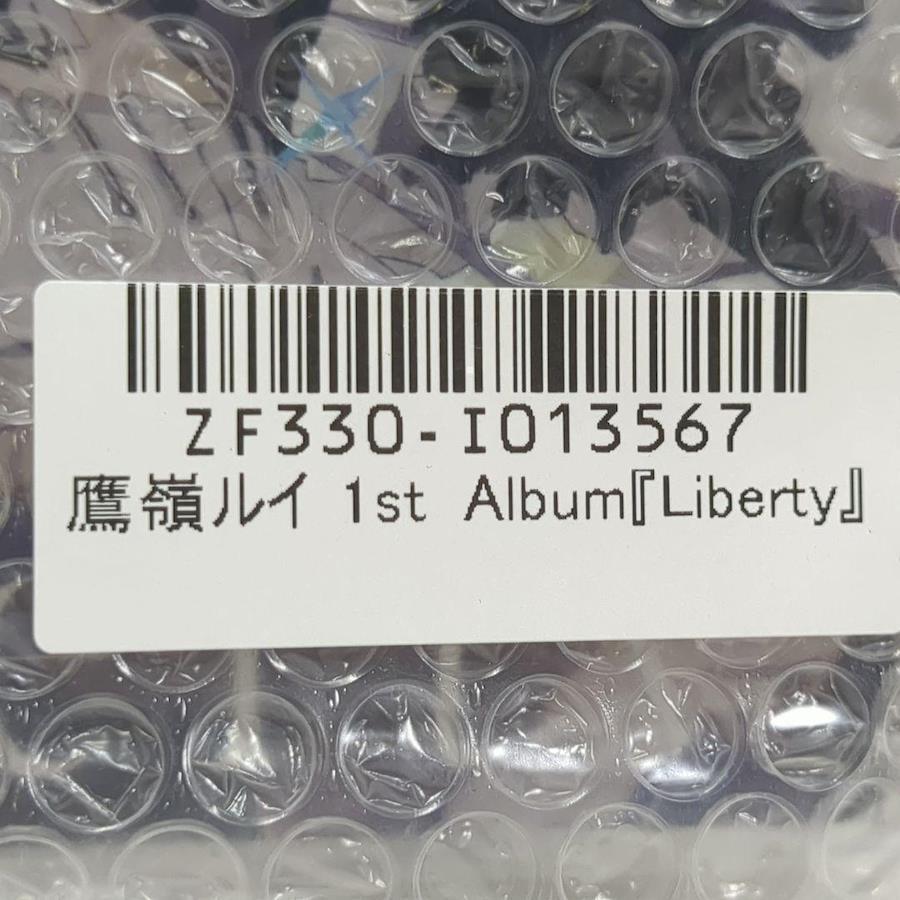 ZF330-I013567
鷹嶺ルイ 1st Album『Liberty』